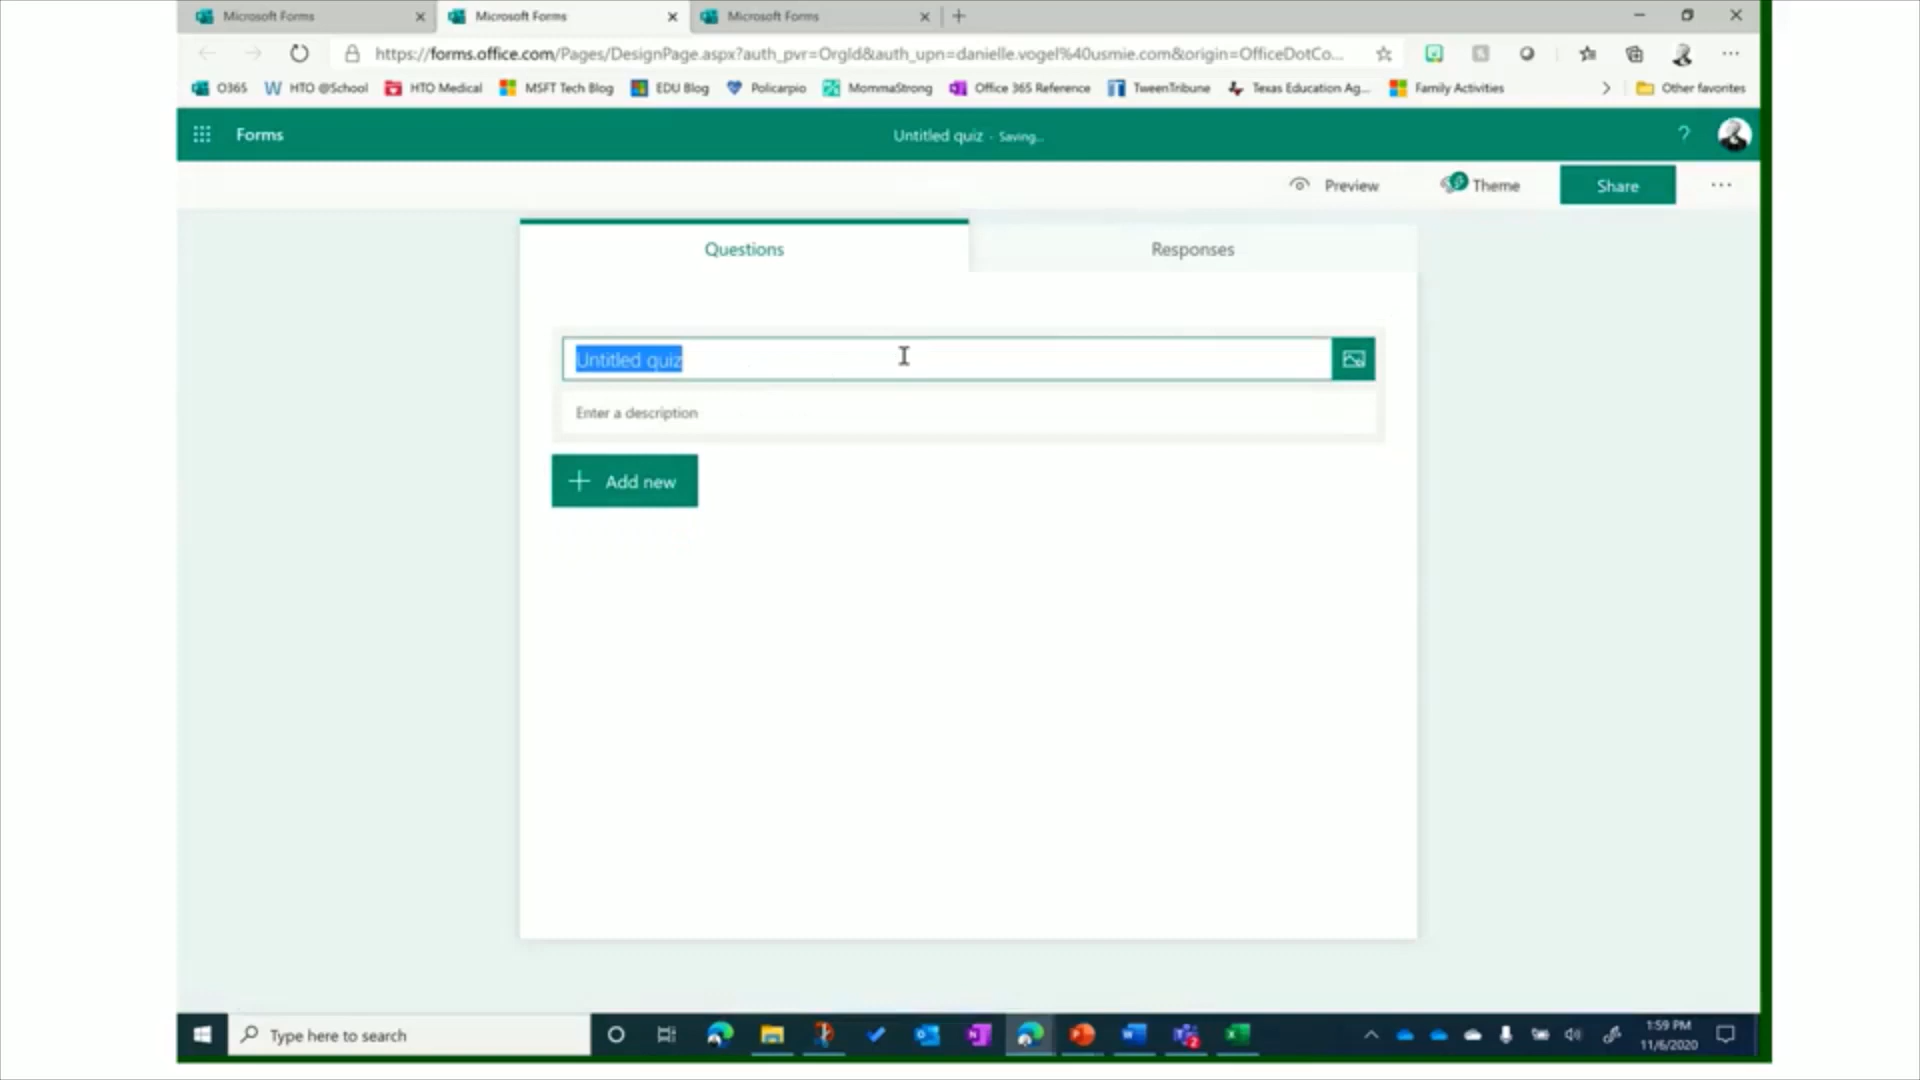 Microsoft Forms
Microsoft Forms
Microsoft Forms
https://forms.office.com/Pages/DesignPage.aspx?auth_pvr=OrgId&auth_upn=danielle.vogel%40usmie.com&origin=OfficeDotCo...
O365 HTO @School HTO Medical MSFT Tech Blog EDU Blog Policarpio MommaStrong Office 365 Reference TweenTribune Texas Education Ag... Family Activities Other favorites
Forms Untitled quiz - Saving... ?
Preview Theme Share ...
Questions Responses
Untitled quiz
Enter a description
+ Add new
Type here to search
1:59 PM
11/6/2020